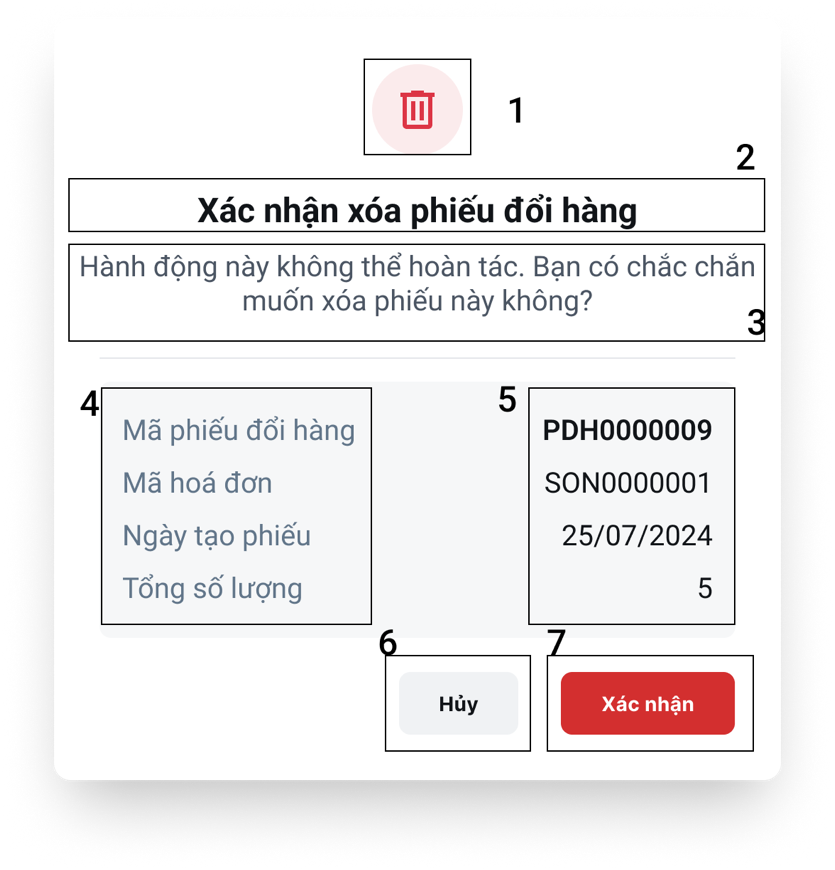 1
2
Xác nhận xóa phiếu đổi hàng
Hành động này không thể hoàn tác. Bạn có chắc chắn
muốn xóa phiếu này không?
3
4
5
Mã phiếu đổi hàng PDH0000009
Mã hoá đơn SON0000001
Ngày tạo phiếu 25/07/2024
Tổng số lượng 5
6
7
Hủy
Xác nhận